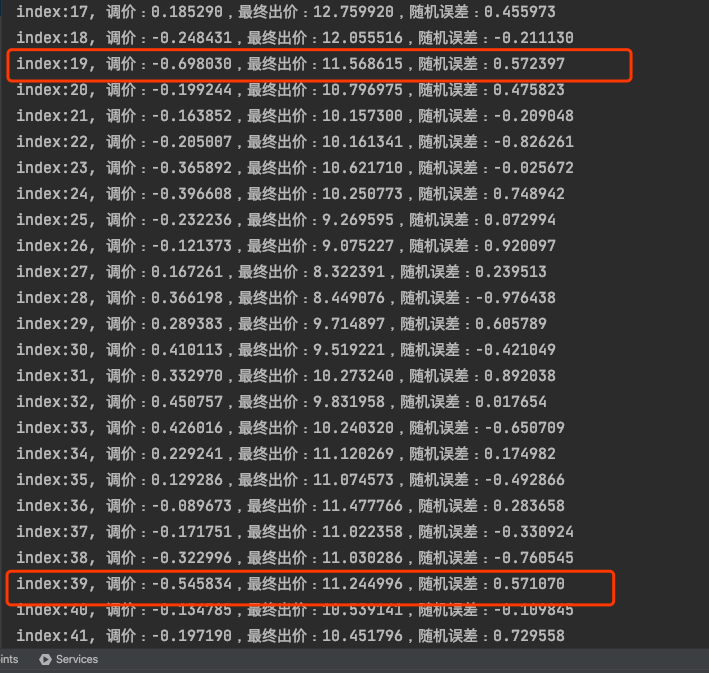 index:17, 调价：0.185290，最终出价：12.759920，随机误差：0.455973
index:18, 调价：-0.248431，最终出价：12.055516，随机误差：-0.211130
index:19, 调价：-0.698030，最终出价：11.568615，随机误差：0.572397
index:20, 调价：-0.199244，最终出价：10.796975，随机误差：0.475823
index:21, 调价：-0.163852，最终出价：10.157300，随机误差：-0.209048
index:22, 调价：-0.205007，最终出价：10.161341，随机误差：-0.826261
index:23, 调价：-0.365892，最终出价：10.621710，随机误差：-0.025672
index:24, 调价：-0.396608，最终出价：10.250773，随机误差：0.748942
index:25, 调价：-0.232236，最终出价：9.269595，随机误差：0.072994
index:26, 调价：-0.121373，最终出价：9.075227，随机误差：0.920097
index:27, 调价：0.167261，最终出价：8.322391，随机误差：0.239513
index:28, 调价：0.366198，最终出价：8.449076，随机误差：-0.976438
index:29, 调价：0.289383，最终出价：9.714897，随机误差：0.605789
index:30, 调价：0.410113，最终出价：9.519221，随机误差：-0.421049
index:31, 调价：0.332970，最终出价：10.273240，随机误差：0.892038
index:32, 调价：0.450757，最终出价：9.831958，随机误差：0.017654
index:33, 调价：0.426016，最终出价：10.240320，随机误差：-0.650709
index:34, 调价：0.229241，最终出价：11.120269，随机误差：0.174982
index:35, 调价：0.129286，最终出价：11.074573，随机误差：-0.492866
index:36, 调价：-0.089673，最终出价：11.477766，随机误差：0.283658
index:37, 调价：-0.171751，最终出价：11.022358，随机误差：-0.330924
index:38, 调价：-0.322996，最终出价：11.030286，随机误差：-0.760545
index:39, 调价：-0.545834，最终出价：11.244996，随机误差：0.571070
index:40, 调价：-0.134785，最终出价：10.539141，随机误差：-0.109845
index:41, 调价：-0.197190，最终出价：10.451796，随机误差：0.729558
ints Services